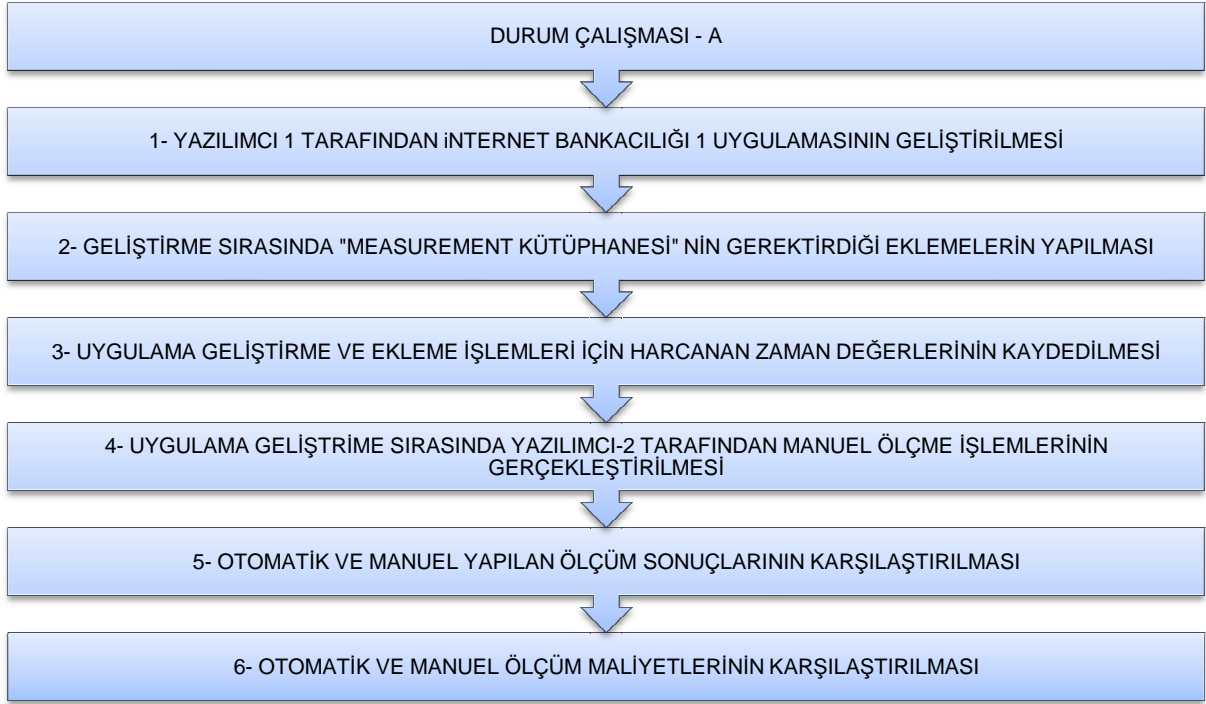 DURUM ÇALIŞMASI - A
1- YAZILIMCI 1 TARAFINDAN iNTERNET BANKACILIĞI 1 UYGULAMASININ GELİŞTİRİLMESİ
2- GELİŞTİRME SIRASINDA "MEASUREMENT KÜTÜPHANESİ" NİN GEREKTİRDİĞİ EKLEMELERİN YAPILMASI
3- UYGULAMA GELİŞTİRME VE EKLEME İŞLEMLERİ İÇİN HARCANAN ZAMAN DEĞERLERİNİN KAYDEDİLMESİ
4- UYGULAMA GELİŞTRİME SIRASINDA YAZILIMCI-2 TARAFINDAN MANUEL ÖLÇME İŞLEMLERİNİN
GERÇEKLEŞTİRİLMESİ
5- OTOMATİK VE MANUEL YAPILAN ÖLÇÜM SONUÇLARININ KARŞILAŞTIRILMASI
6- OTOMATİK VE MANUEL ÖLÇÜM MALİYETLERİNİN KARŞILAŞTIRILMASI